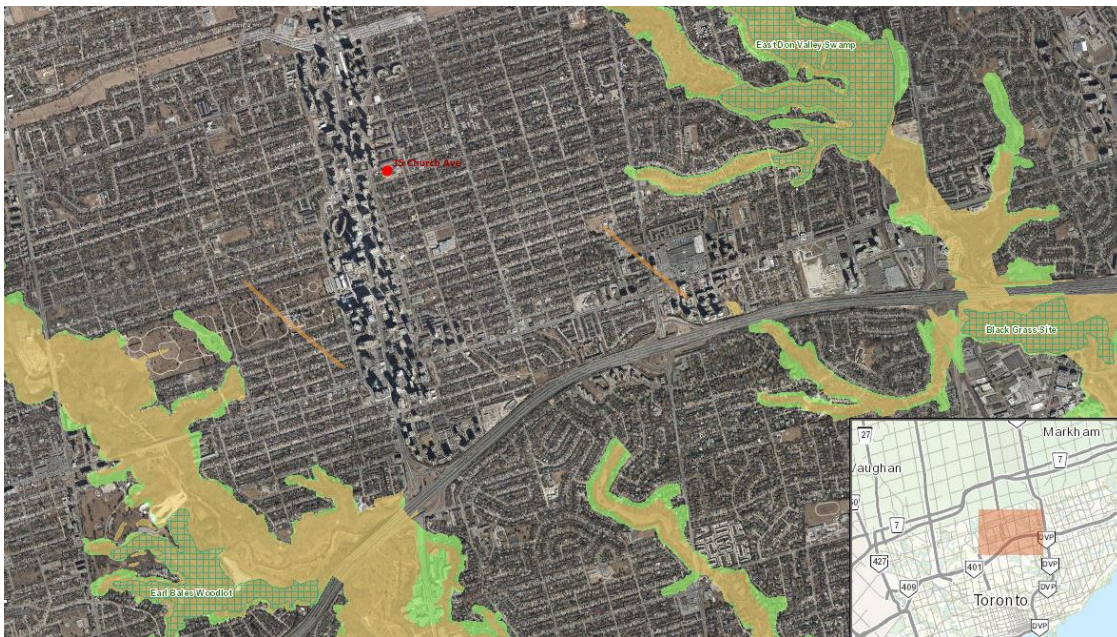 East Don Valley Swamp
35 Church Ave
Black Grass Site
Earl Bales Woodlot
27
Markham
7
Vaughan
7
DVP
427
401
DVP
409
DVP
Toronto
DVP